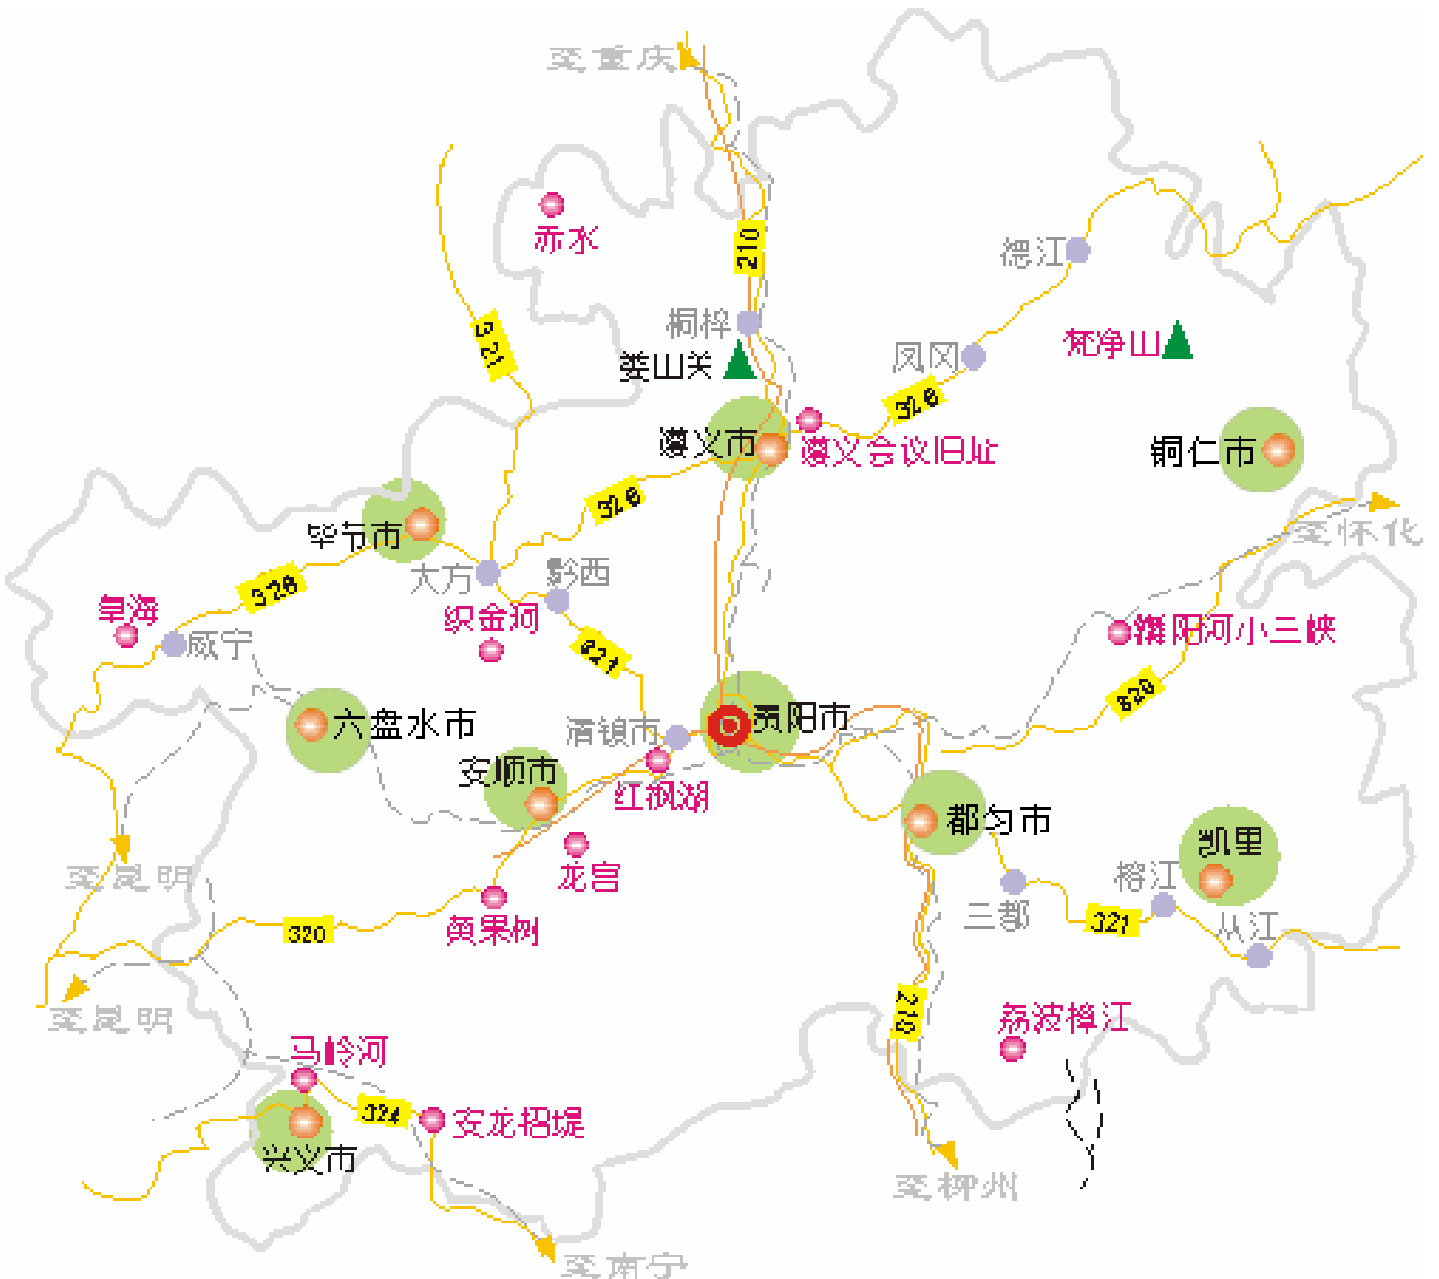 至重庆
赤水
210
德江
桐梓
321
梵净山
娄山关
凤冈
326
遵义市
遵义会议旧址
铜仁市
326
毕节市
至怀化
大方
黔西
326
草海
织金洞
威宁
321
㵲阳河小三峡
320
六盘水市
清镇市
贵阳市
安顺市
红枫湖
都匀市
凯里
至昆明
龙宫
榕江
三都
黄果树
320
321
从江
至昆明
210
荔波樟江
马岭河
324
安龙招堤
兴义市
至柳州
至南宁